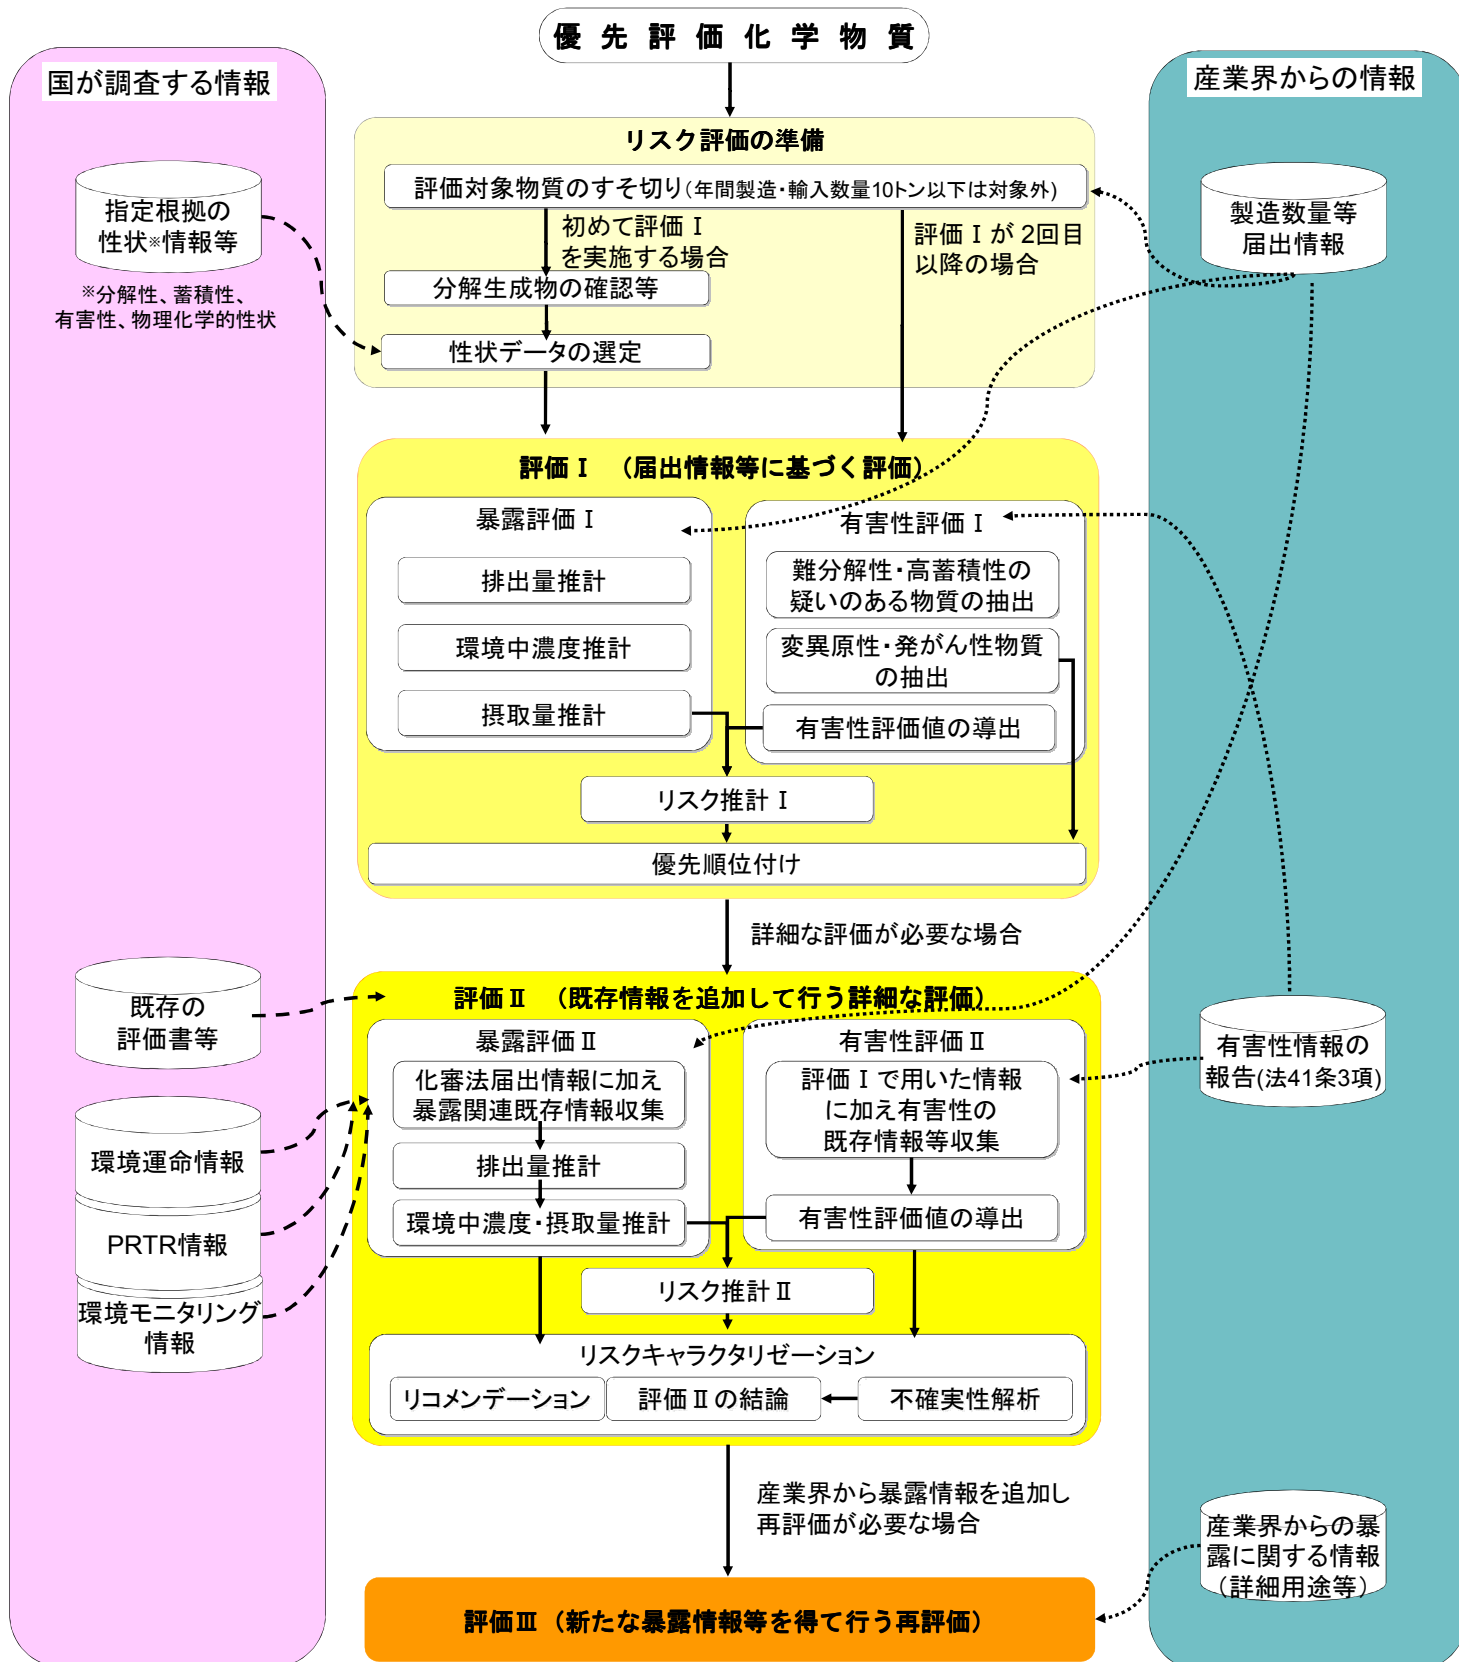 優先評価化学物質
国が調査する情報
産業界からの情報
リスク評価の準備
評価対象物質のすそ切り(年間製造・輸入数量10トン以下は対象外)
指定根拠の
性状※情報等
※分解性、蓄積性、
有害性、物理化学的性状
製造数量等
届出情報
初めて評価Ⅰ
を実施する場合
評価Ⅰが2回目
以降の場合
分解生成物の確認等
性状データの選定
評価Ⅰ (届出情報等に基づく評価)
暴露評価Ⅰ
排出量推計
環境中濃度推計
摂取量推計
有害性評価Ⅰ
難分解性・高蓄積性の
疑いのある物質の抽出
変異原性・発がん性物質
の抽出
有害性評価値の導出
リスク推計Ⅰ
優先順位付け
詳細な評価が必要な場合
既存の
評価書等
評価Ⅱ (既存情報を追加して行う詳細な評価)
暴露評価Ⅱ
化審法届出情報に加え
暴露関連既存情報収集
排出量推計
環境中濃度・摂取量推計
有害性評価Ⅱ
評価Ⅰで用いた情報
に加え有害性の
既存情報等収集
有害性評価値の導出
有害性情報の
報告(法41条3項)
環境運命情報
PRTR情報
環境モニタリング
情報
リスク推計Ⅱ
リスクキャラクタリゼーション
リコメンデーション
評価Ⅱの結論
不確実性解析
産業界から暴露情報を追加し
再評価が必要な場合
産業界からの暴
露に関する情報
(詳細用途等)
評価Ⅲ(新たな暴露情報等を得て行う再評価)